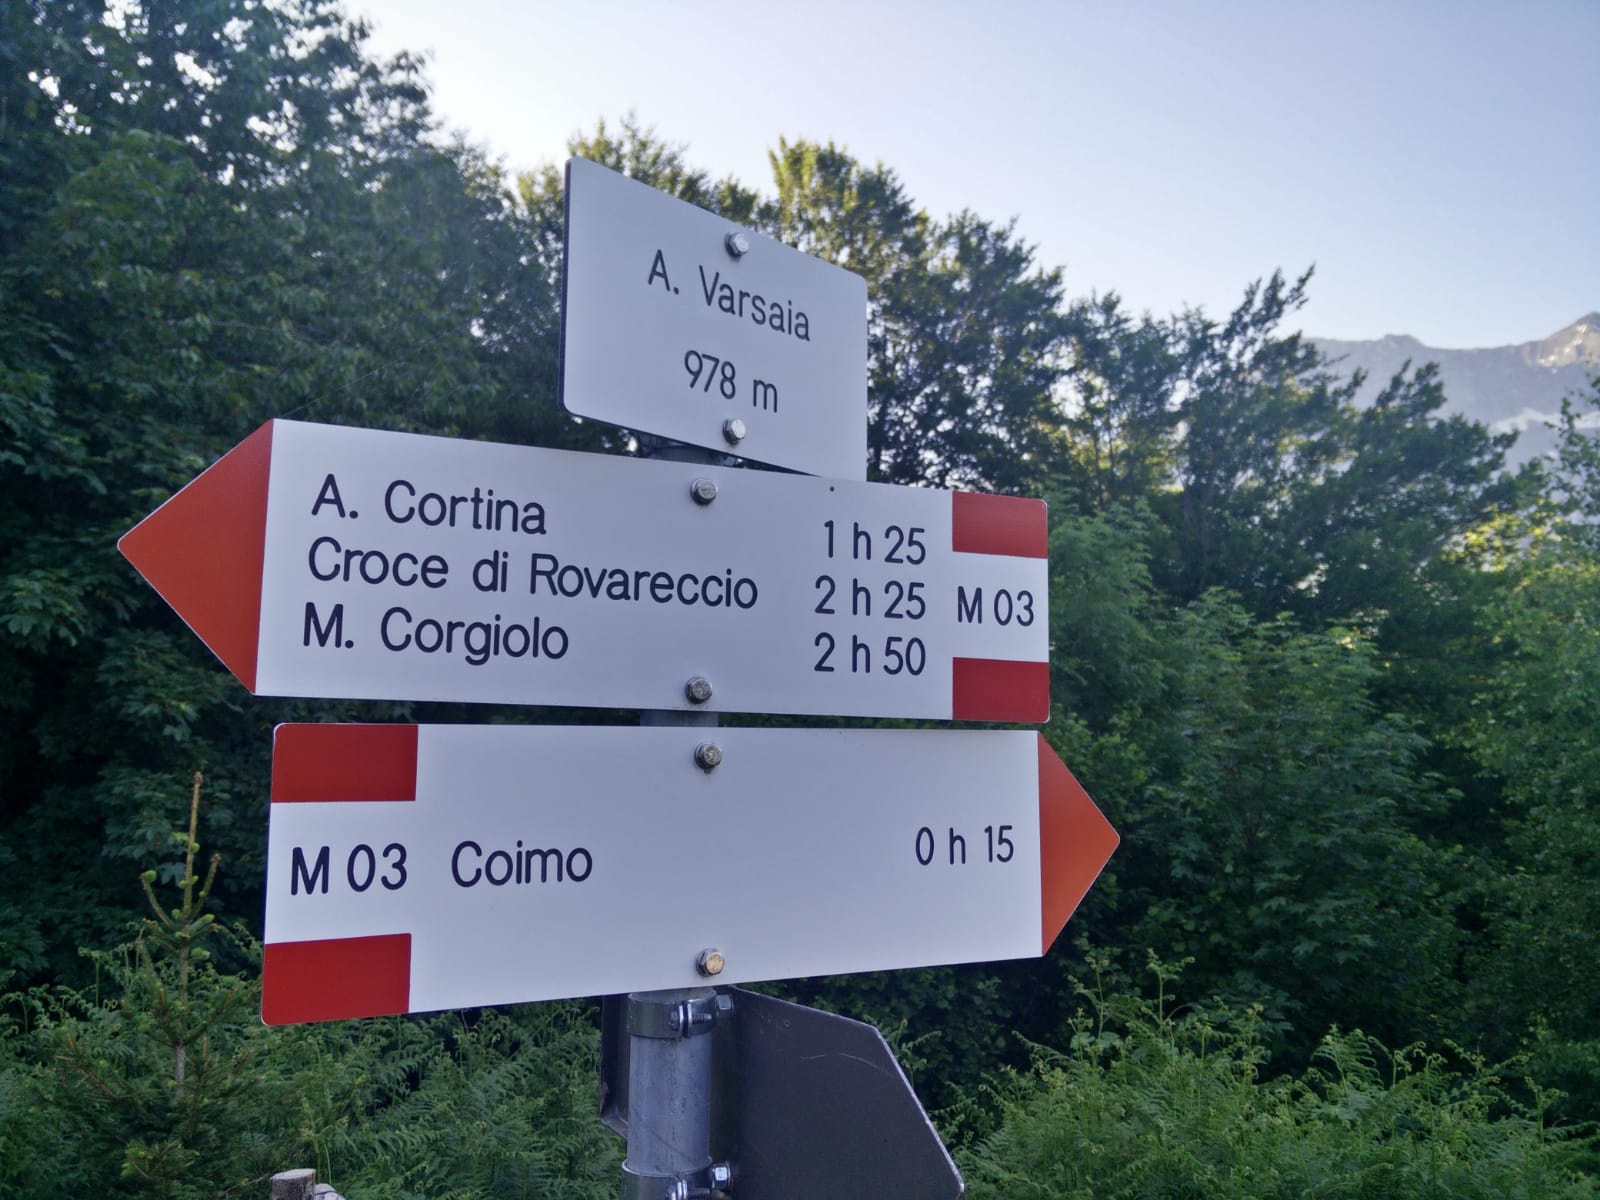 A. Varsaia
978 m
A. Cortina 1 h 25
Croce di Rovareccio 2 h 25
M. Corgiolo 2 h 50
M 03
M 03 Coimo 0 h 15